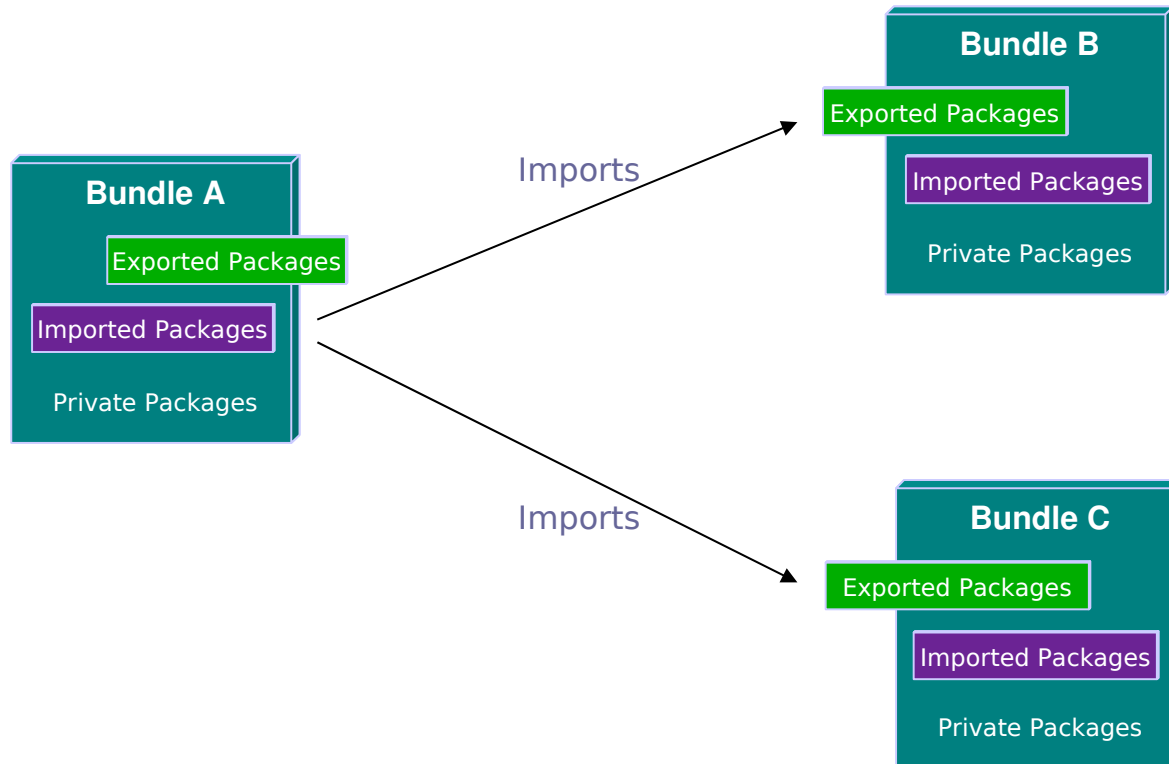 Bundle A
Exported Packages
Imported Packages
Private Packages
Imports
Imports
Bundle B
Exported Packages
Imported Packages
Private Packages
Bundle C
Exported Packages
Imported Packages
Private Packages